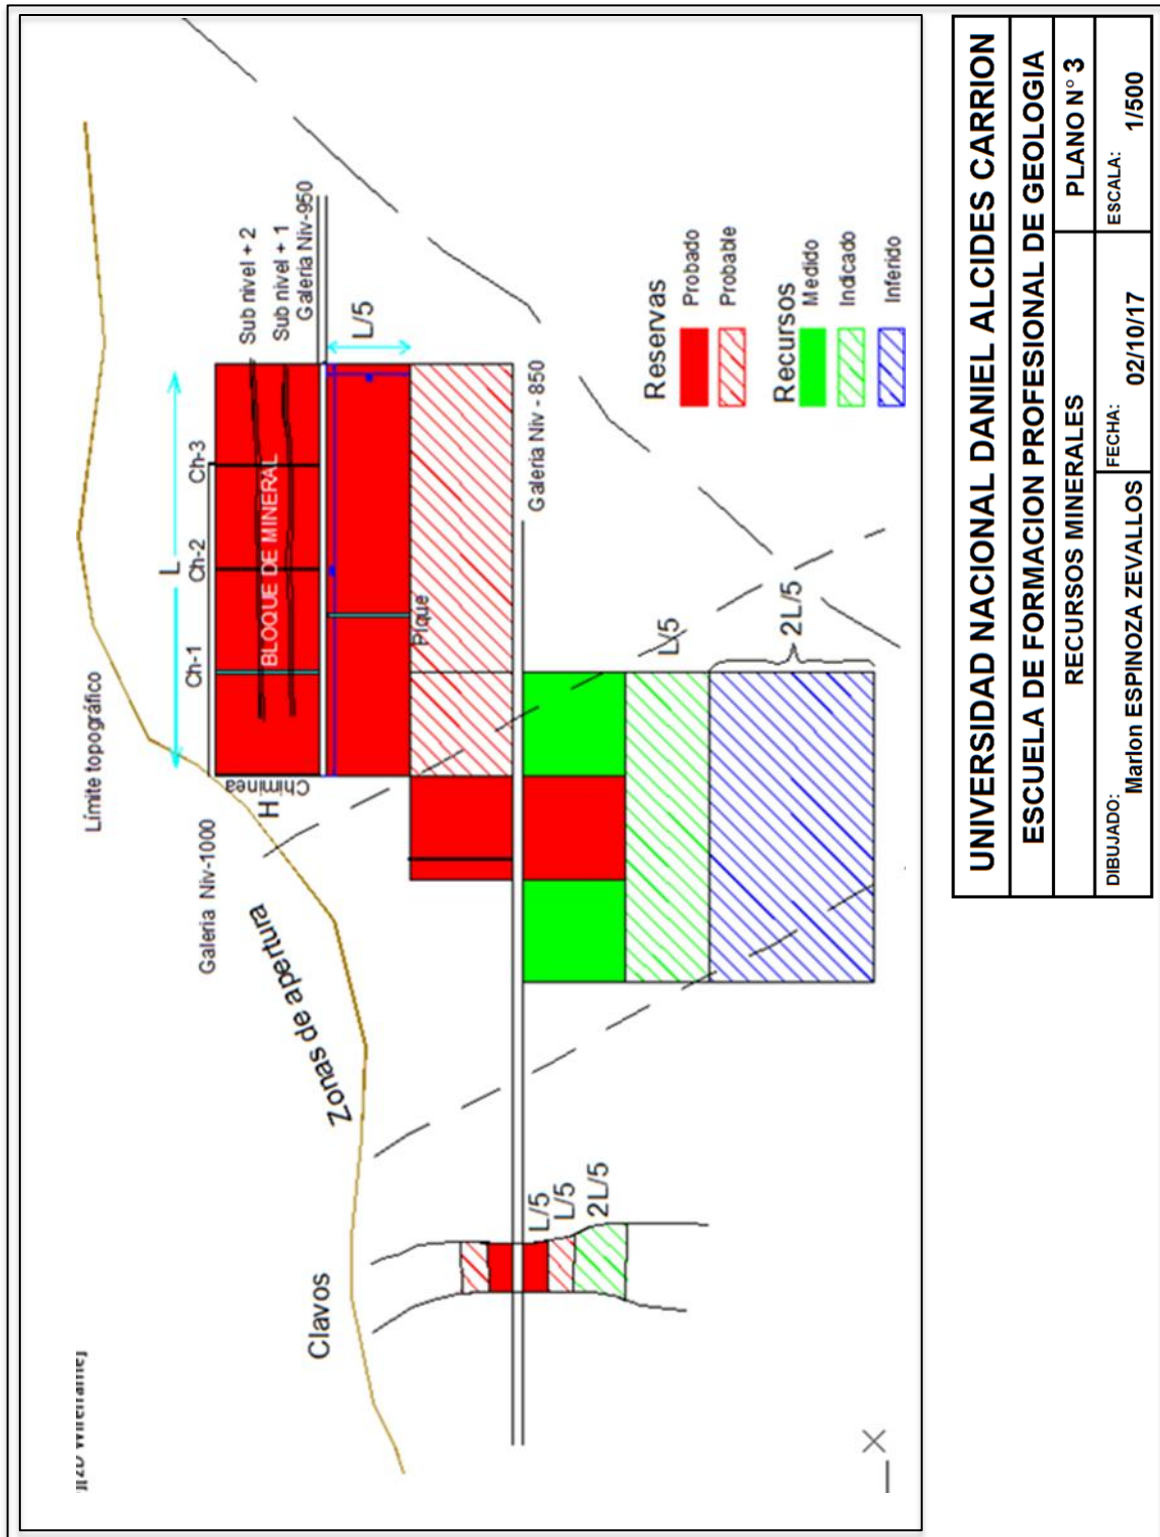 [2D Wireframe]
Límite topográfico
L
Ch-1
Ch-2
Ch-3
Sub nivel + 2
Sub nivel + 1
Galeria Niv-950
BLOQUE DE MINERAL
Chiminea
H
Galeria Niv-1000
Zonas de apertura
L/5
Pique
Galeria Niv - 850
Clavos
L/5
L/5
2L/5
L/5
2L/5
Reservas
Probado
Probable
Recursos
Medido
Indicado
Inferido
X
UNIVERSIDAD NACIONAL DANIEL ALCIDES CARRION
ESCUELA DE FORMACION PROFESIONAL DE GEOLOGIA
RECURSOS MINERALES
PLANO N° 3
DIBUJADO:
Marlon ESPINOZA ZEVALLOS
FECHA:
02/10/17
ESCALA:
1/500